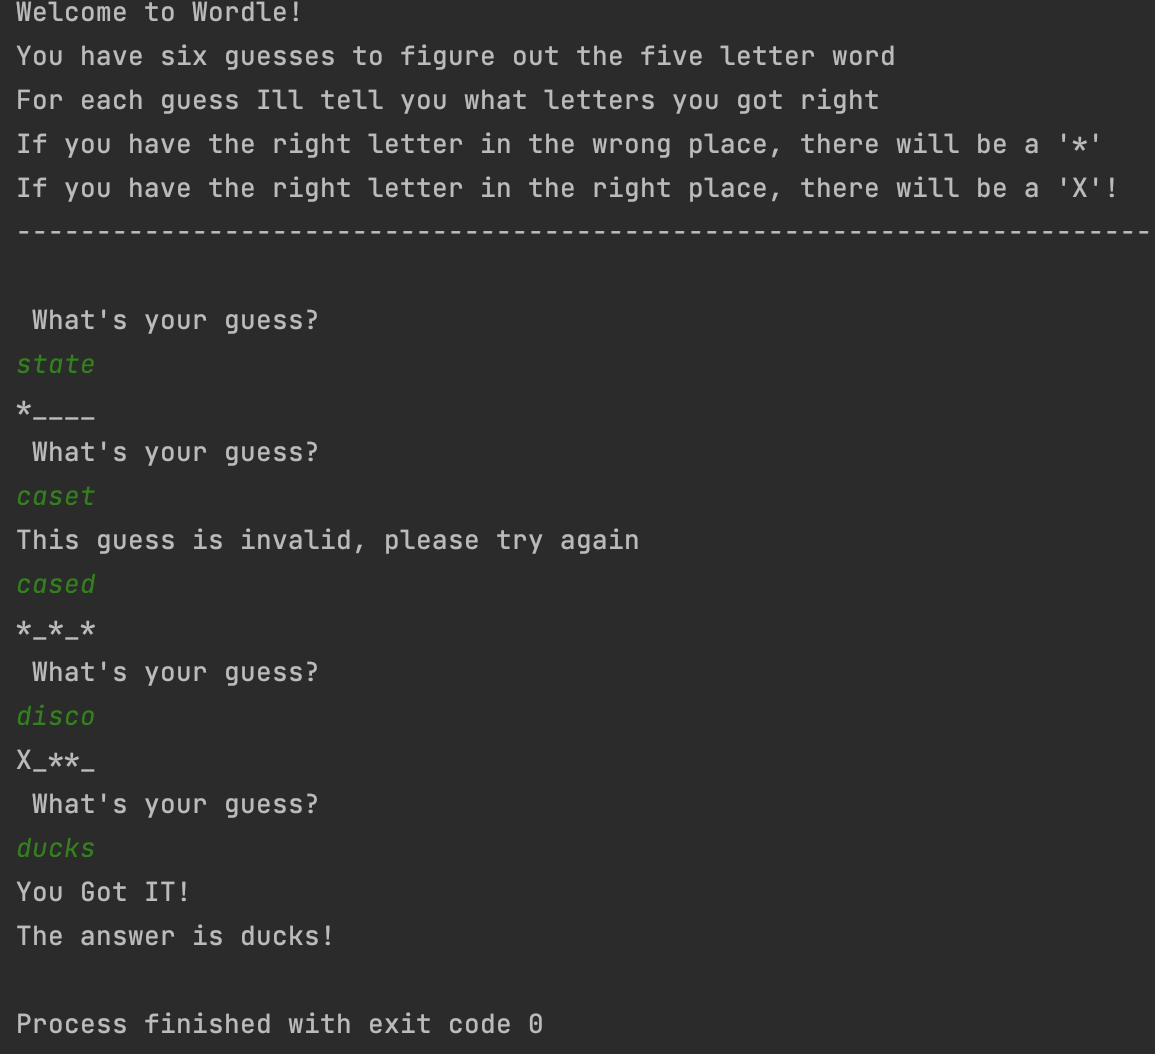 Welcome to Wordle!
You have six guesses to figure out the five letter word
For each guess Ill tell you what letters you got right
If you have the right letter in the wrong place, there will be a '*'
If you have the right letter in the right place, there will be a 'X'!
-----------------------------------------------------------------------
What's your guess?
state
*____
What's your guess?
caset
This guess is invalid, please try again
cased
*_*_*
What's your guess?
disco
X_**_
What's your guess?
ducks
You Got IT!
The answer is ducks!
Process finished with exit code 0